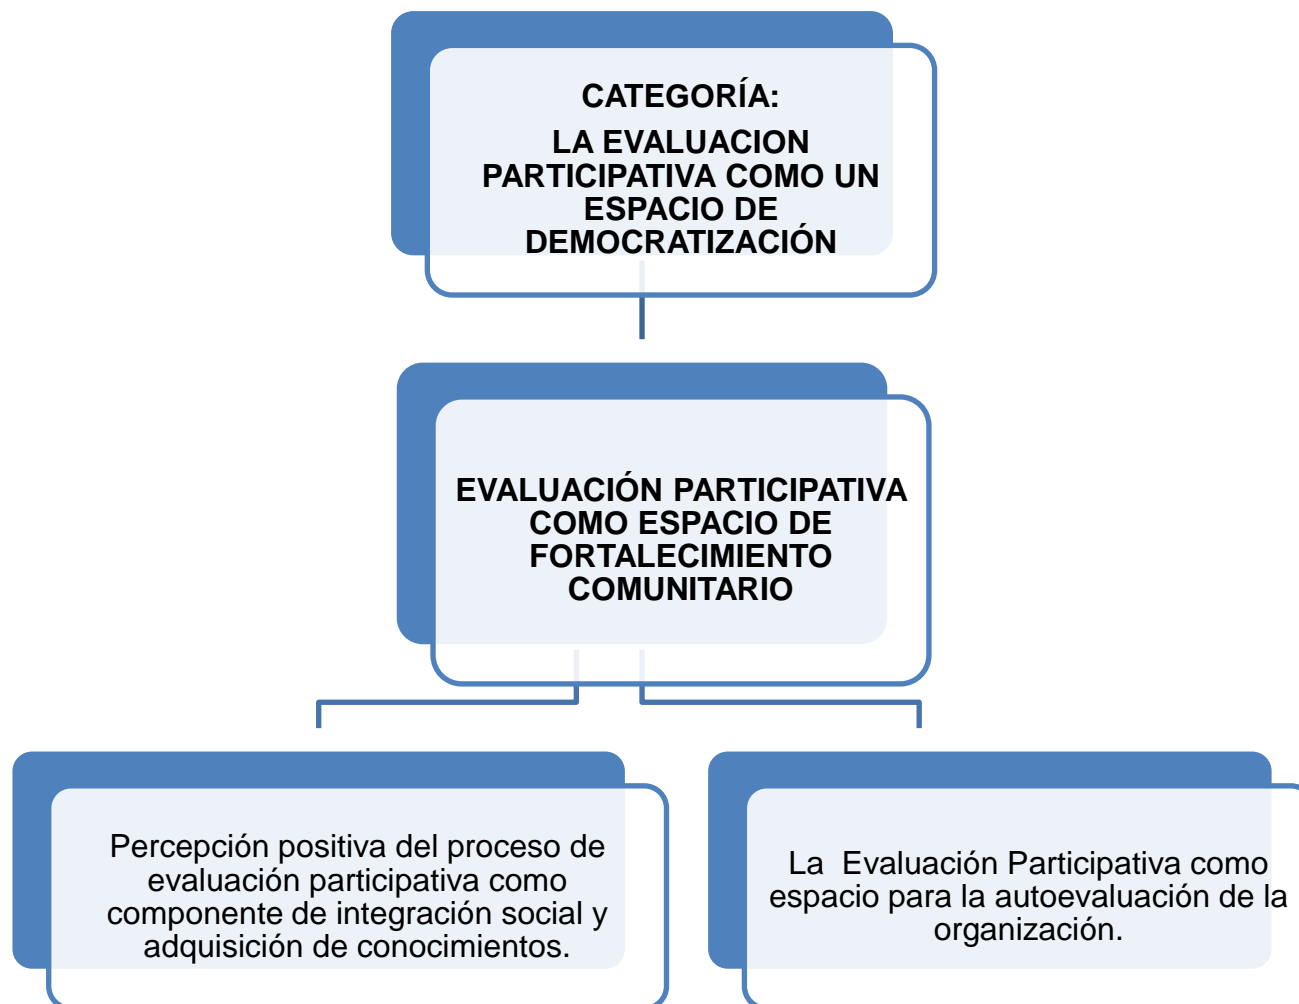 CATEGORÍA:
LA EVALUACION
PARTICIPATIVA COMO UN
ESPACIO DE
DEMOCRATIZACIÓN
EVALUACIÓN PARTICIPATIVA
COMO ESPACIO DE
FORTALECIMIENTO
COMUNITARIO
Percepción positiva del proceso de
evaluación participativa como
componente de integración social y
adquisición de conocimientos.
La Evaluación Participativa como
espacio para la autoevaluación de la
organización.